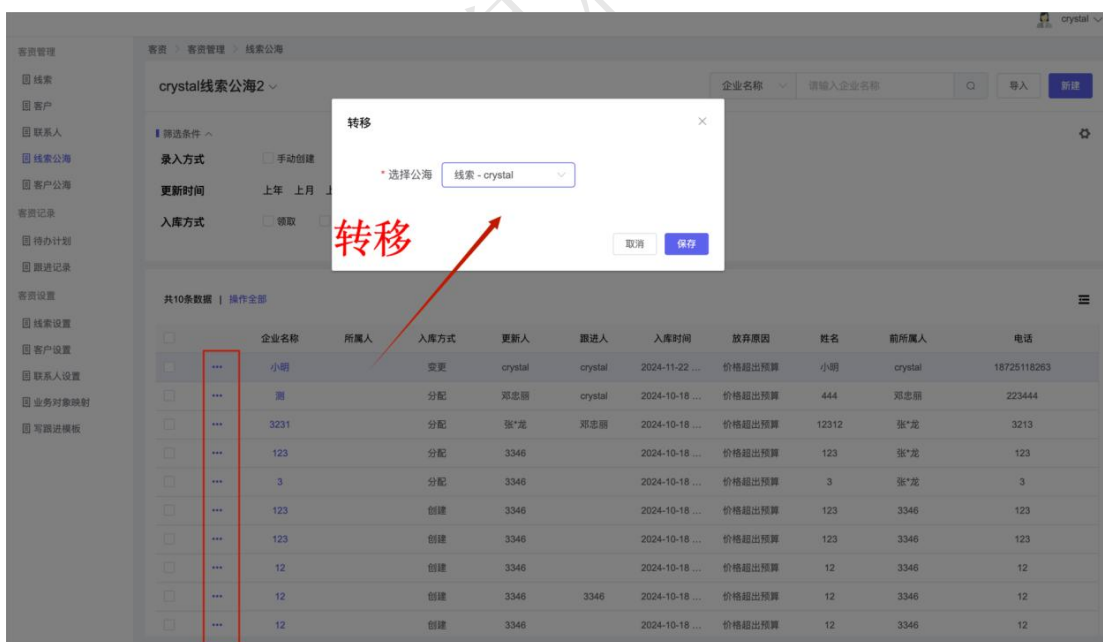 crystal
客资管理
客资 > 客资管理 > 线索公海
线索
客户
联系人
线索公海
客户公海
客资记录
待办计划
跟进记录
客资设置
线索设置
客户设置
联系人设置
业务对象映射
写跟进模板
crystal线索公海2
企业名称 请输入企业名称 导入 新建
筛选条件
录入方式 手动创建
更新时间 上年 上月
入库方式 领取
转移
* 选择公海 线索 - crystal
取消 保存
转移
共10条数据 | 操作全部
企业名称 所属人 入库方式 更新人 跟进人 入库时间 放弃原因 姓名 前所属人 电话
••• 小明 变更 crystal crystal 2024-11-22 ... 价格超出预算 小明 crystal 18725118263
••• 测 分配 邓忠丽 crystal 2024-10-18 ... 价格超出预算 444 邓忠丽 223444
••• 3231 分配 张*龙 邓忠丽 2024-10-18 ... 价格超出预算 12312 张*龙 3213
••• 123 分配 3346 2024-10-18 ... 价格超出预算 123 张*龙 123
••• 3 分配 3346 2024-10-18 ... 价格超出预算 3 张*龙 3
••• 123 创建 3346 2024-10-18 ... 价格超出预算 123 3346 123
••• 123 创建 3346 2024-10-18 ... 价格超出预算 123 3346 123
••• 12 创建 3346 2024-10-18 ... 价格超出预算 12 3346 12
••• 12 创建 3346 3346 2024-10-18 ... 价格超出预算 12 3346 12
••• 12 创建 3346 2024-10-18 ... 价格超出预算 12 3346 12